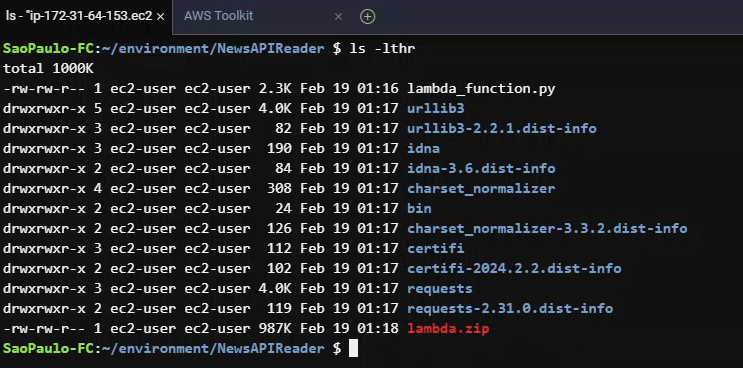 ls - "ip-172-31-64-153.ec2 × AWS Toolkit ×
SaoPaulo-FC:~/environment/NewsAPIReader $ ls -lthr
total 1000K
-rw-rw-r-- 1 ec2-user ec2-user 2.3K Feb 19 01:16 lambda_function.py
drwxrwxr-x 5 ec2-user ec2-user 4.0K Feb 19 01:17 urllib3
drwxrwxr-x 2 ec2-user ec2-user   82 Feb 19 01:17 urllib3-2.2.1.dist-info
drwxrwxr-x 3 ec2-user ec2-user  190 Feb 19 01:17 idna
drwxrwxr-x 2 ec2-user ec2-user   84 Feb 19 01:17 idna-3.6.dist-info
drwxrwxr-x 4 ec2-user ec2-user  308 Feb 19 01:17 charset_normalizer
drwxrwxr-x 2 ec2-user ec2-user   24 Feb 19 01:17 bin
drwxrwxr-x 2 ec2-user ec2-user  126 Feb 19 01:17 charset_normalizer-3.3.2.dist-info
drwxrwxr-x 3 ec2-user ec2-user  112 Feb 19 01:17 certifi
drwxrwxr-x 2 ec2-user ec2-user  102 Feb 19 01:17 certifi-2024.2.2.dist-info
drwxrwxr-x 3 ec2-user ec2-user 4.0K Feb 19 01:17 requests
drwxrwxr-x 2 ec2-user ec2-user  119 Feb 19 01:17 requests-2.31.0.dist-info
-rw-rw-r-- 1 ec2-user ec2-user 987K Feb 19 01:18 lambda.zip
SaoPaulo-FC:~/environment/NewsAPIReader $